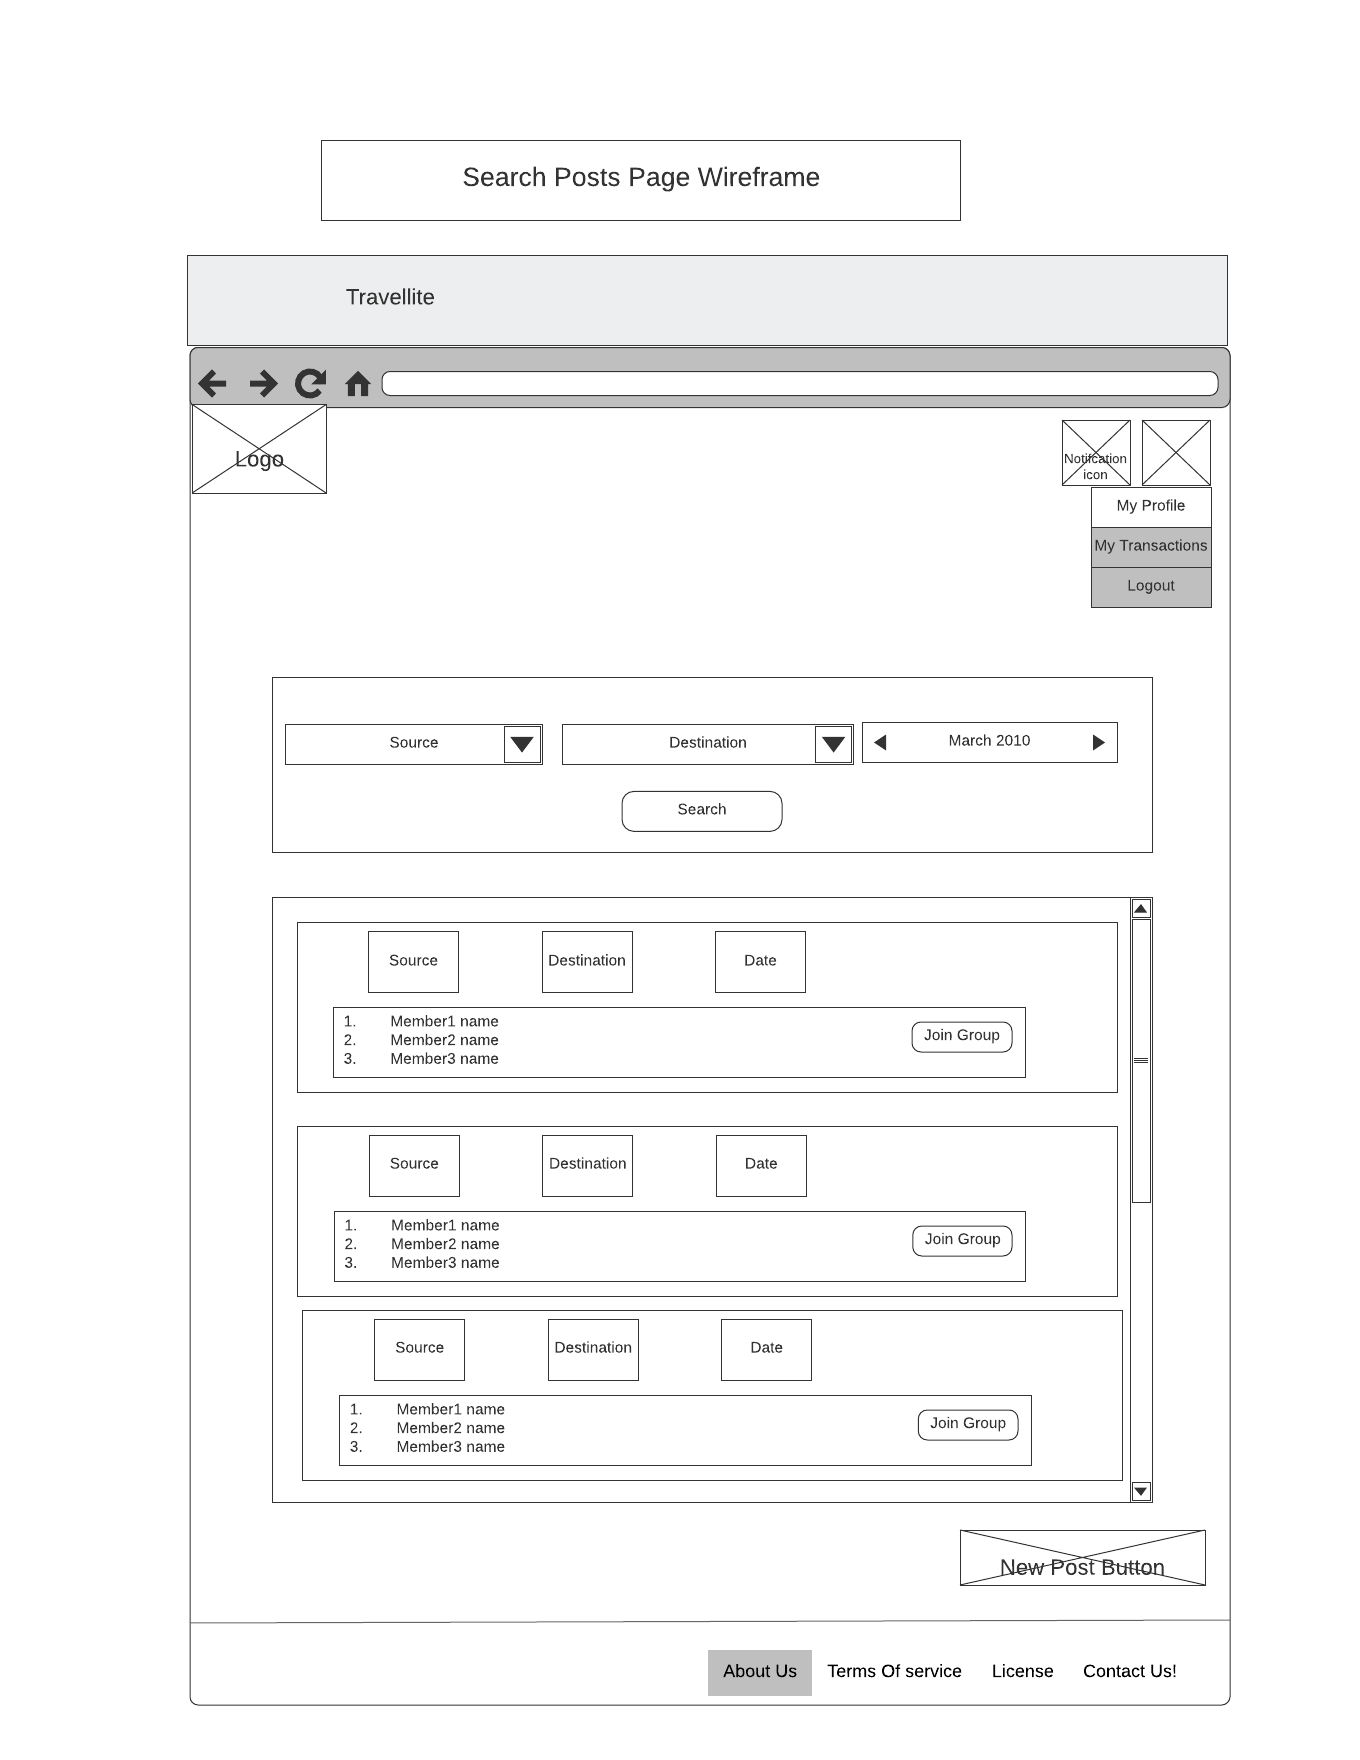 Search Posts Page Wireframe
Travellite
Logo
Notifcation
icon
My Profile
My Transactions
Logout
Source
Destination
March 2010
Search
Source
Destination
Date
1. Member1 name
2. Member2 name
3. Member3 name
Join Group
Source
Destination
Date
1. Member1 name
2. Member2 name
3. Member3 name
Join Group
Source
Destination
Date
1. Member1 name
2. Member2 name
3. Member3 name
Join Group
New Post Button
About Us
Terms Of service
License
Contact Us!